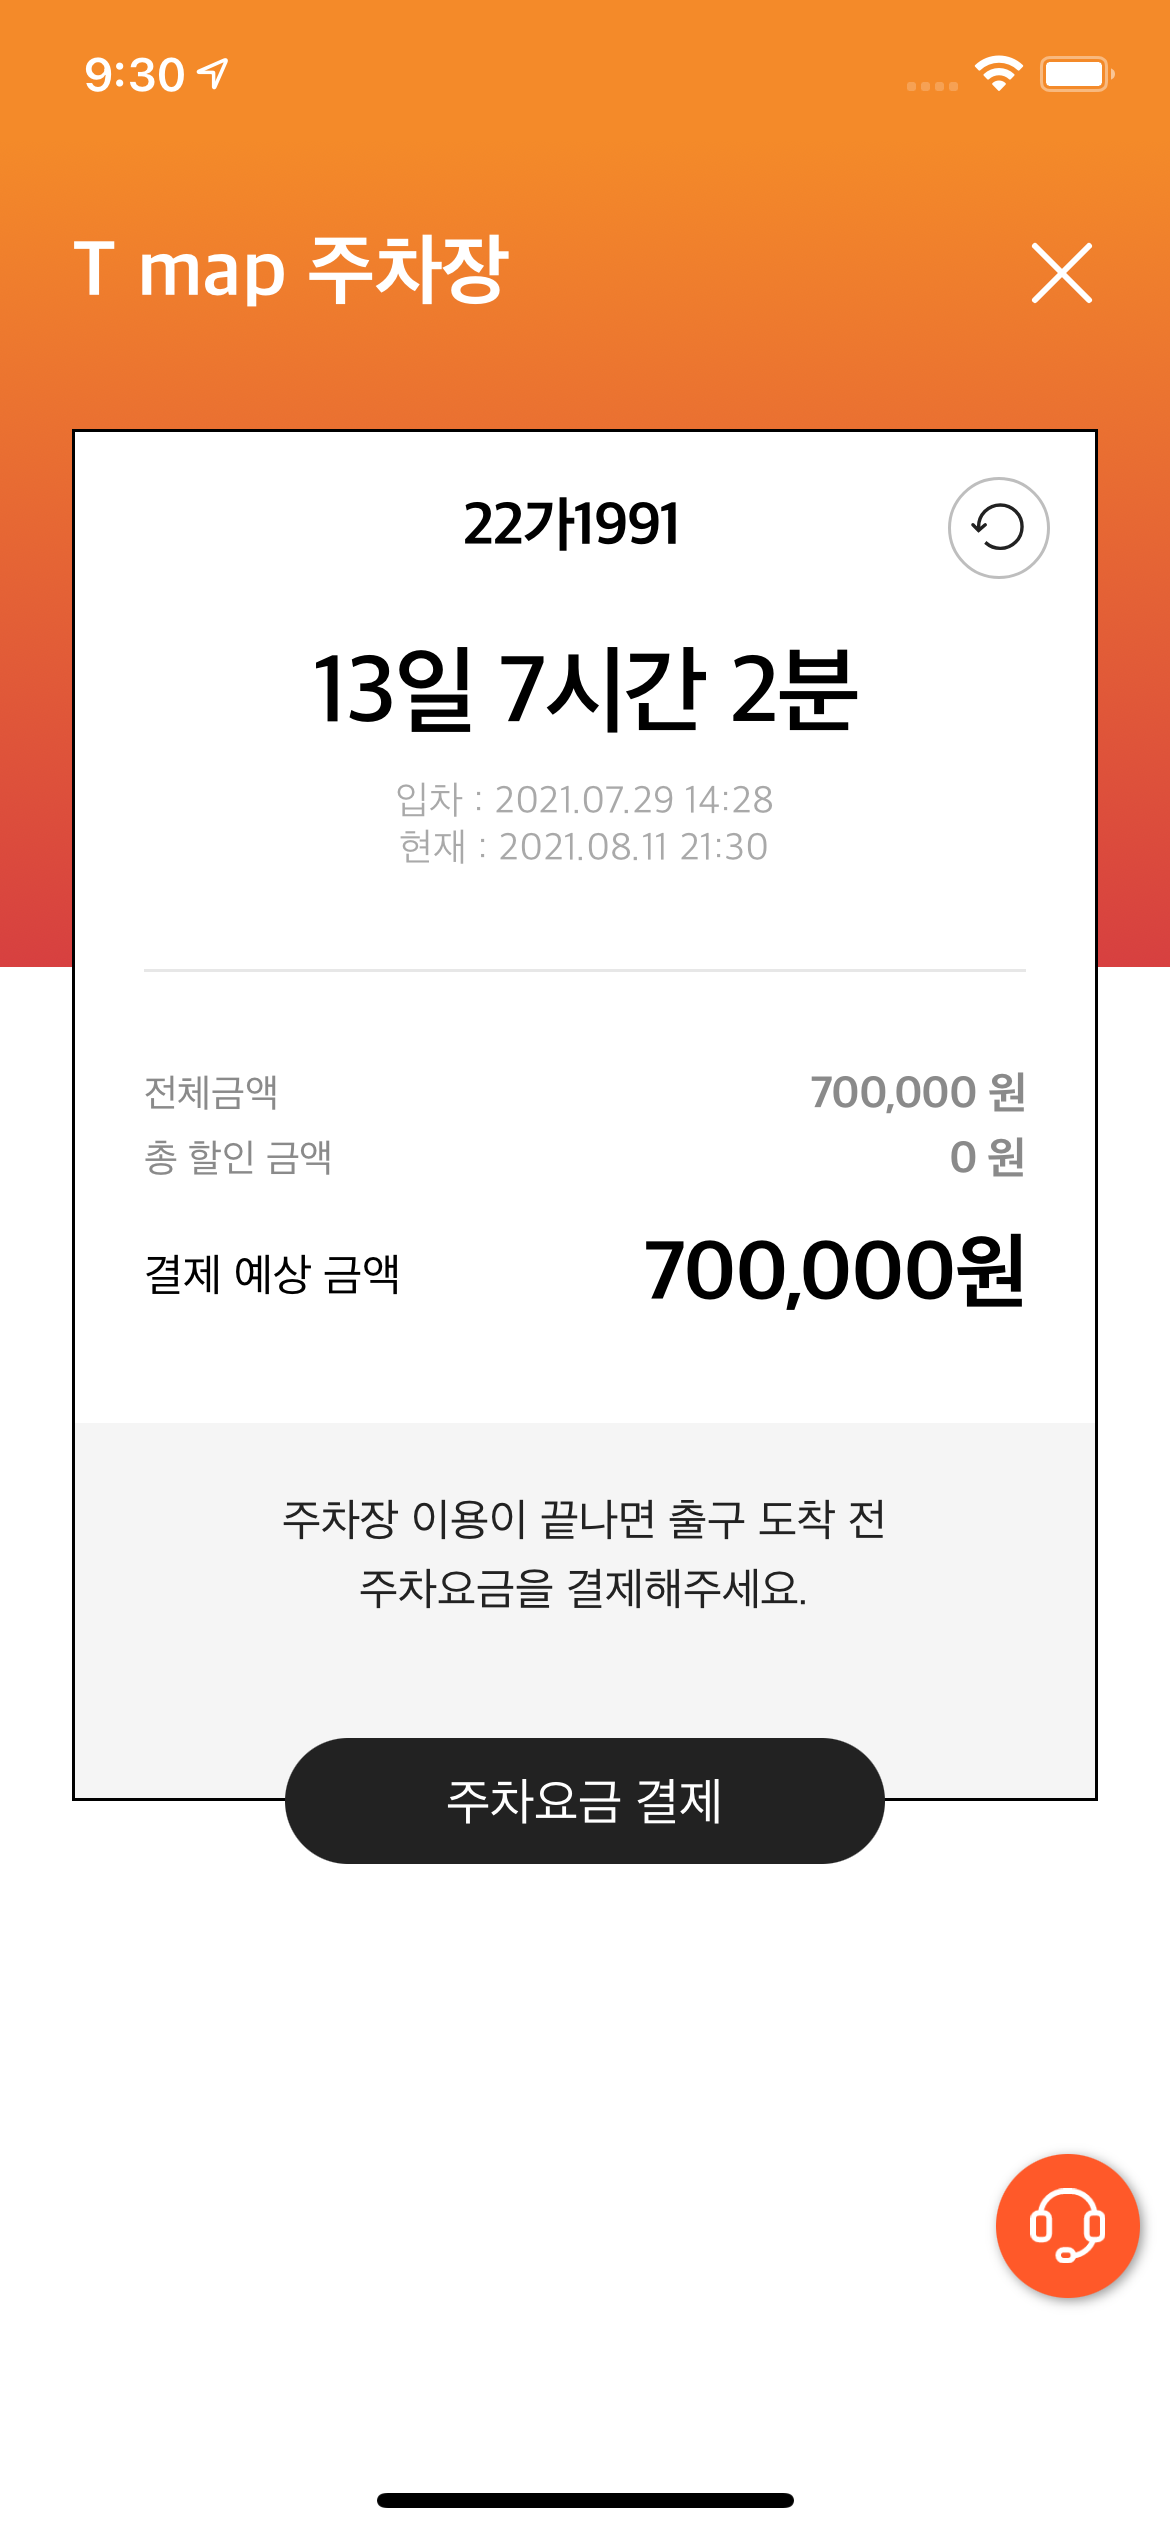 9:30
T map 주차장
22가1991
13일 7시간 2분
입차 : 2021.07.29 14:28
현재 : 2021.08.11 21:30
전체금액 700,000 원
총 할인 금액 0 원
결제 예상 금액 700,000원
주차장 이용이 끝나면 출구 도착 전
주차요금을 결제해주세요.
주차요금 결제